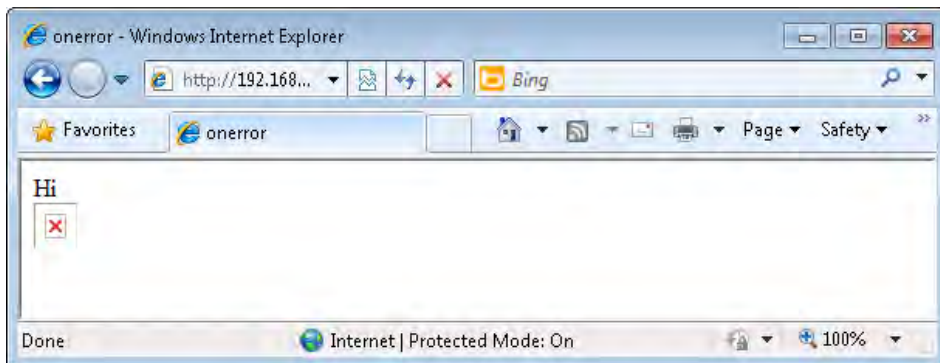 onerror - Windows Internet Explorer
http://192.168... Bing
Favorites onerror Page Safety
Hi
Done Internet | Protected Mode: On 100%